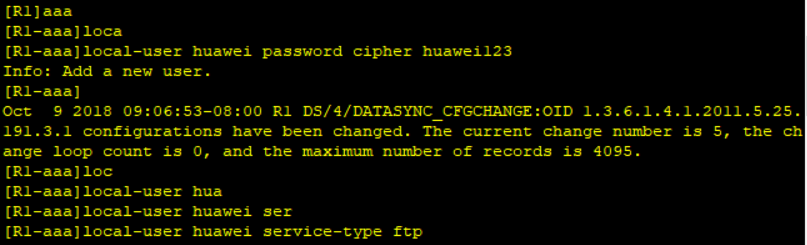 [R1]aaa
[R1-aaa]loca
[R1-aaa]local-user huawei password cipher huawei123
Info: Add a new user.
[R1-aaa]
Oct  9 2018 09:06:53-08:00 R1 DS/4/DATASYNC_CFGCHANGE:OID 1.3.6.1.4.1.2011.5.25.
191.3.1 configurations have been changed. The current change number is 5, the ch
ange loop count is 0, and the maximum number of records is 4095.
[R1-aaa]loc
[R1-aaa]local-user hua
[R1-aaa]local-user huawei ser
[R1-aaa]local-user huawei service-type ftp